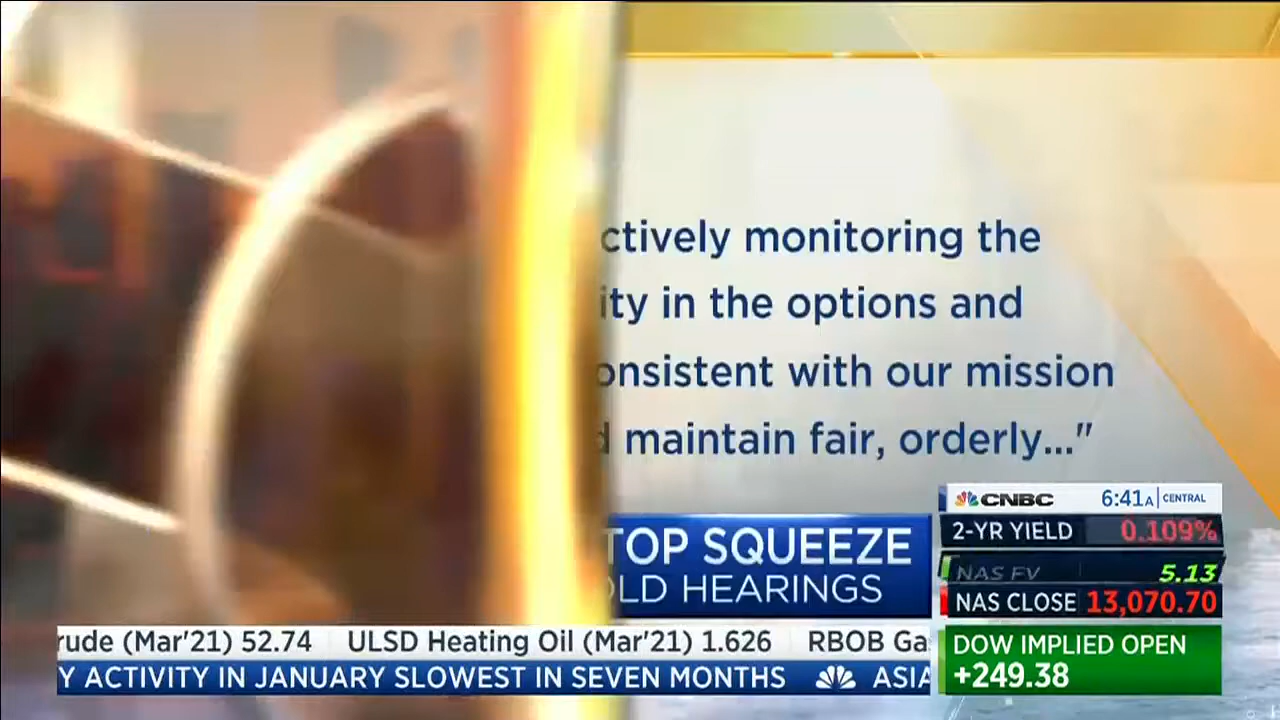 ctively monitoring the
ity in the options and
onsistent with our mission
maintain fair, orderly..."
TOP SQUEEZE
OLD HEARINGS
CNBC 6:41A CENTRAL
2-YR YIELD 0.109%
NAS FV 5.13
NAS CLOSE 13,070.70
DOW IMPLIED OPEN
+249.38
rude (Mar'21) 52.74 ULSD Heating Oil (Mar'21) 1.626 RBOB Ga
Y ACTIVITY IN JANUARY SLOWEST IN SEVEN MONTHS ASIA